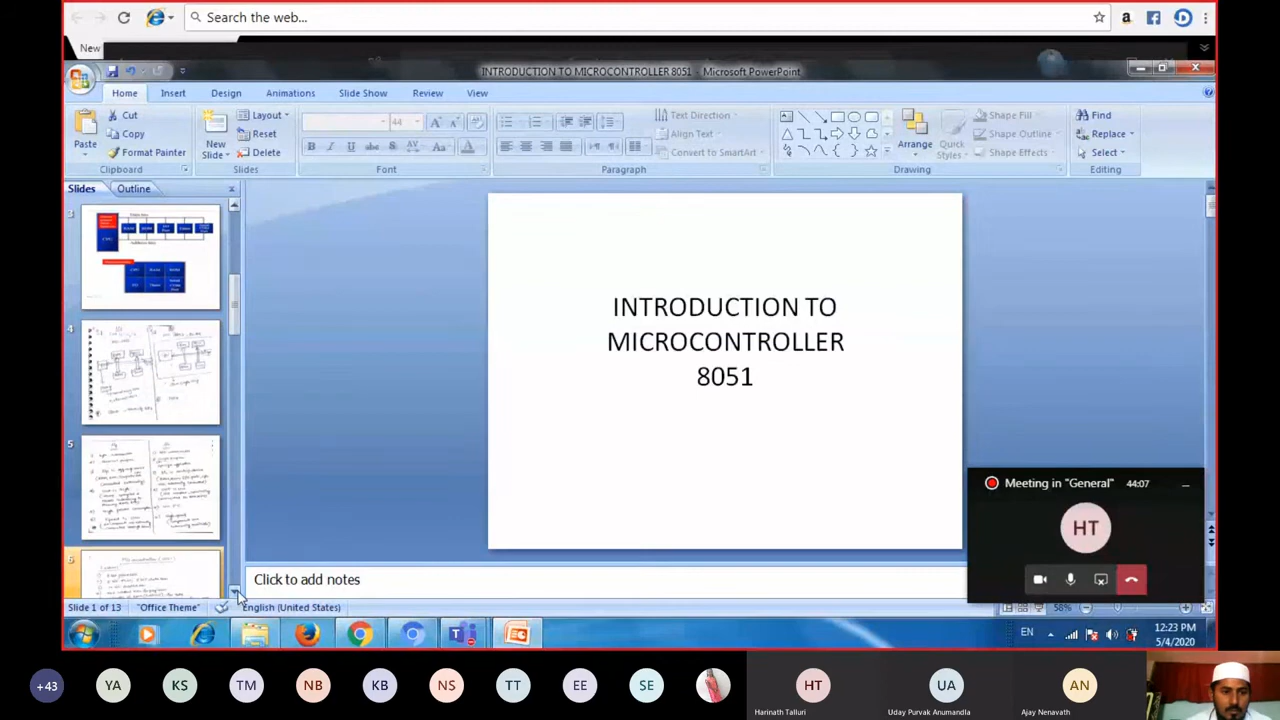 Search the web...
New
INTRODUCTION TO MICROCONTROLLER 8051 - Microsoft PowerPoint
Home Insert Design Animations Slide Show Review View
Cut
Copy
Format Painter
Paste
Clipboard
New
Slide
Layout
Reset
Delete
Slides
44
Font
Text Direction
Align Text
Convert to SmartArt
Paragraph
Arrange
Quick
Styles
Shape Fill
Shape Outline
Shape Effects
Drawing
Find
Replace
Select
Editing
Slides Outline
3
CPU
4
5
6
INTRODUCTION TO
MICROCONTROLLER
8051
Click to add notes
Meeting in "General" 44:07
HT
Slide 1 of 13 "Office Theme" English (United States) 58%
EN 12:23 PM
5/4/2020
+43 YA KS TM NB KB NS TT EE SE HT UA AN
Harinath Talluri Uday Purvak Anumandla Ajay Nenavath